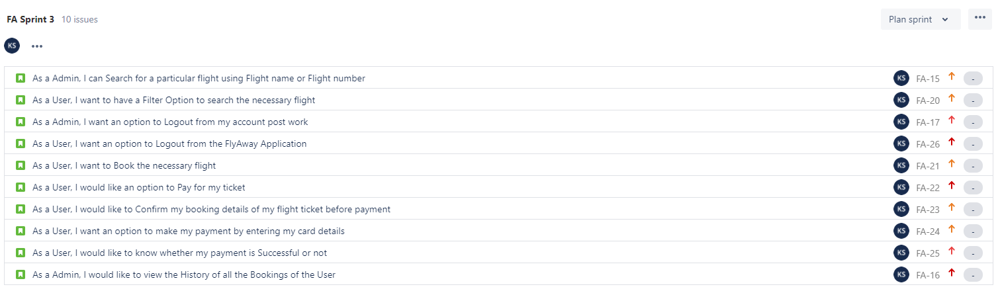 FA Sprint 3 10 issues Plan sprint •••
KS •••
As a Admin, I can Search for a particular flight using Flight name or Flight number KS FA-15 -
As a User, I want to have a Filter Option to search the necessary flight KS FA-20 -
As a Admin, I want an option to Logout from my account post work KS FA-17 -
As a User, I want an option to Logout from the FlyAway Application KS FA-26 -
As a User, I want to Book the necessary flight KS FA-21 -
As a User, I would like an option to Pay for my ticket KS FA-22 -
As a User, I would like to Confirm my booking details of my flight ticket before payment KS FA-23 -
As a User, I want an option to make my payment by entering my card details KS FA-24 -
As a User, I would like to know whether my payment is Successful or not KS FA-25 -
As a Admin, I would like to view the History of all the Bookings of the User KS FA-16 -